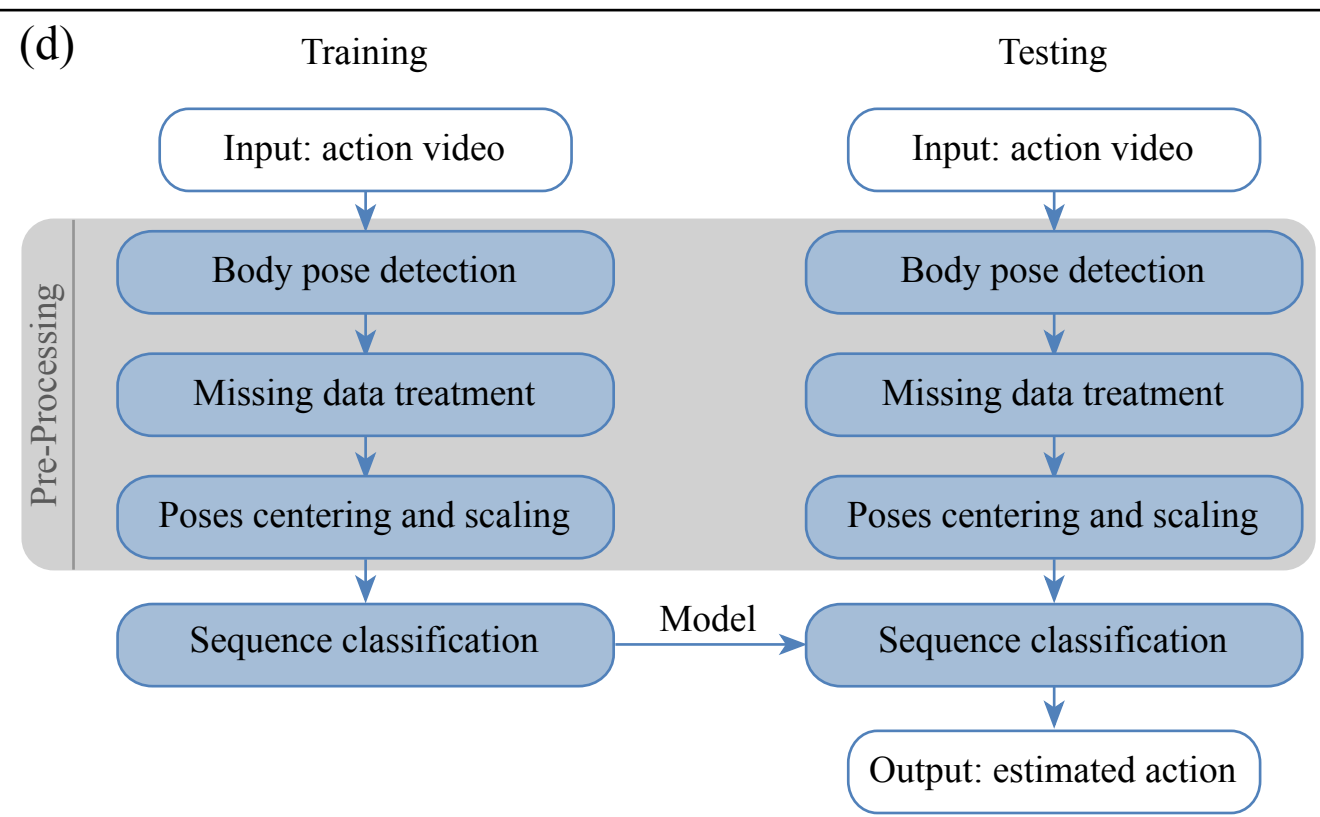 (d)
Training
Testing
Input: action video
Input: action video
Pre-Processing
Body pose detection
Body pose detection
Missing data treatment
Missing data treatment
Poses centering and scaling
Poses centering and scaling
Sequence classification
Model
Sequence classification
Output: estimated action